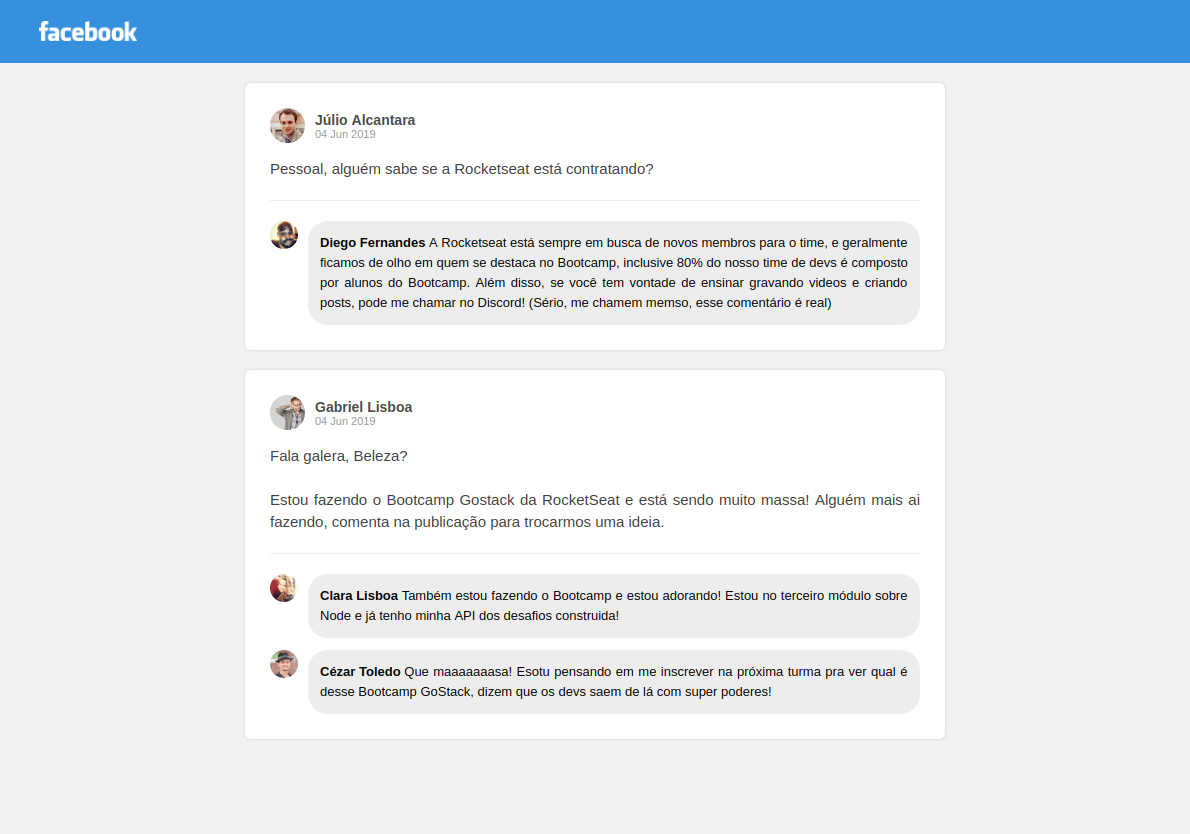 facebook
Júlio Alcantara
04 Jun 2019
Pessoal, alguém sabe se a Rocketseat está contratando?
Diego Fernandes A Rocketseat está sempre em busca de novos membros para o time, e geralmente
ficamos de olho em quem se destaca no Bootcamp, inclusive 80% do nosso time de devs é composto
por alunos do Bootcamp. Além disso, se você tem vontade de ensinar gravando videos e criando
posts, pode me chamar no Discord! (Sério, me chamem memso, esse comentário é real)
Gabriel Lisboa
04 Jun 2019
Fala galera, Beleza?
Estou fazendo o Bootcamp Gostack da RocketSeat e está sendo muito massa! Alguém mais ai
fazendo, comenta na publicação para trocarmos uma ideia.
Clara Lisboa Também estou fazendo o Bootcamp e estou adorando! Estou no terceiro módulo sobre
Node e já tenho minha API dos desafios construida!
Cézar Toledo Que maaaaaaasa! Esotu pensando em me inscrever na próxima turma pra ver qual é
desse Bootcamp GoStack, dizem que os devs saem de lá com super poderes!